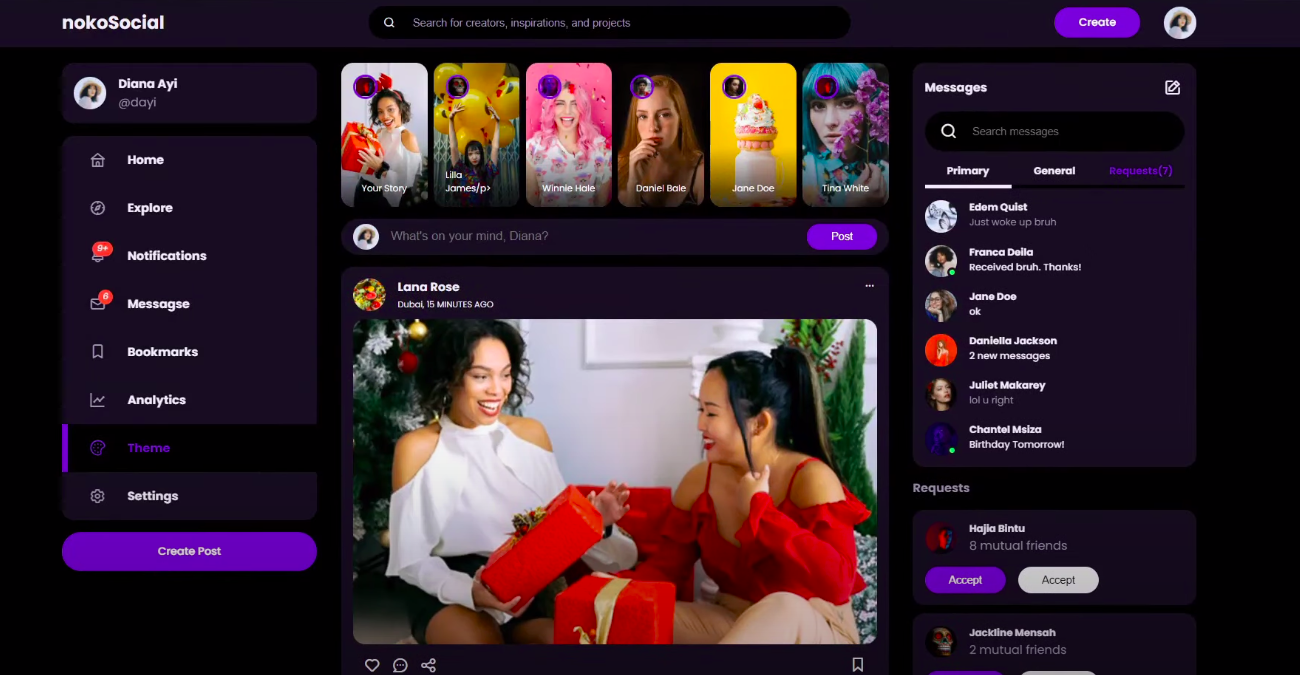 nokoSocial
Search for creators, inspirations, and projects
Create
Diana Ayi
@dayi
Home
Explore
9+
Notifications
6
Messagse
Bookmarks
Analytics
Theme
Settings
Create Post
Your Story
Lilla
James/p>
Winnie Hale
Daniel Bale
Jane Doe
Tina White
What's on your mind, Diana?
Post
Lana Rose
Dubai, 15 MINUTES AGO
Messages
Search messages
Primary
General
Requests(7)
Edem Quist
Just woke up bruh
Franca Deila
Received bruh. Thanks!
Jane Doe
ok
Daniella Jackson
2 new messages
Juliet Makarey
lol u right
Chantel Msiza
Birthday Tomorrow!
Requests
Hajia Bintu
8 mutual friends
Accept
Accept
Jackline Mensah
2 mutual friends